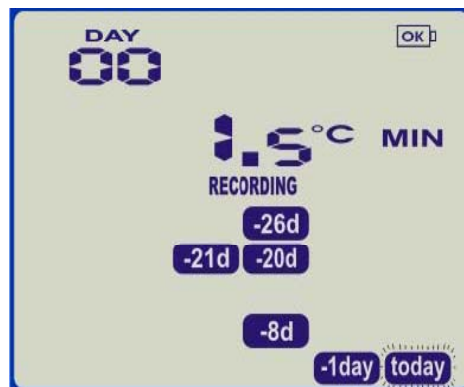 DAY OK
00
1.5°C MIN
RECORDING
-26d
-21d -20d
-8d
-1day today